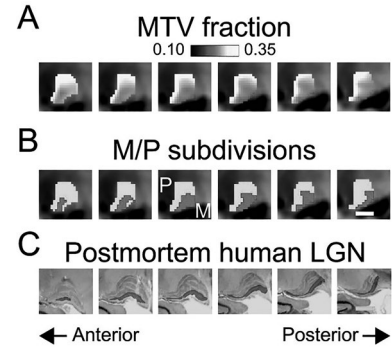 A
MTV fraction
0.10 0.35
B
M/P subdivisions
P
M
C
Postmortem human LGN
Anterior Posterior